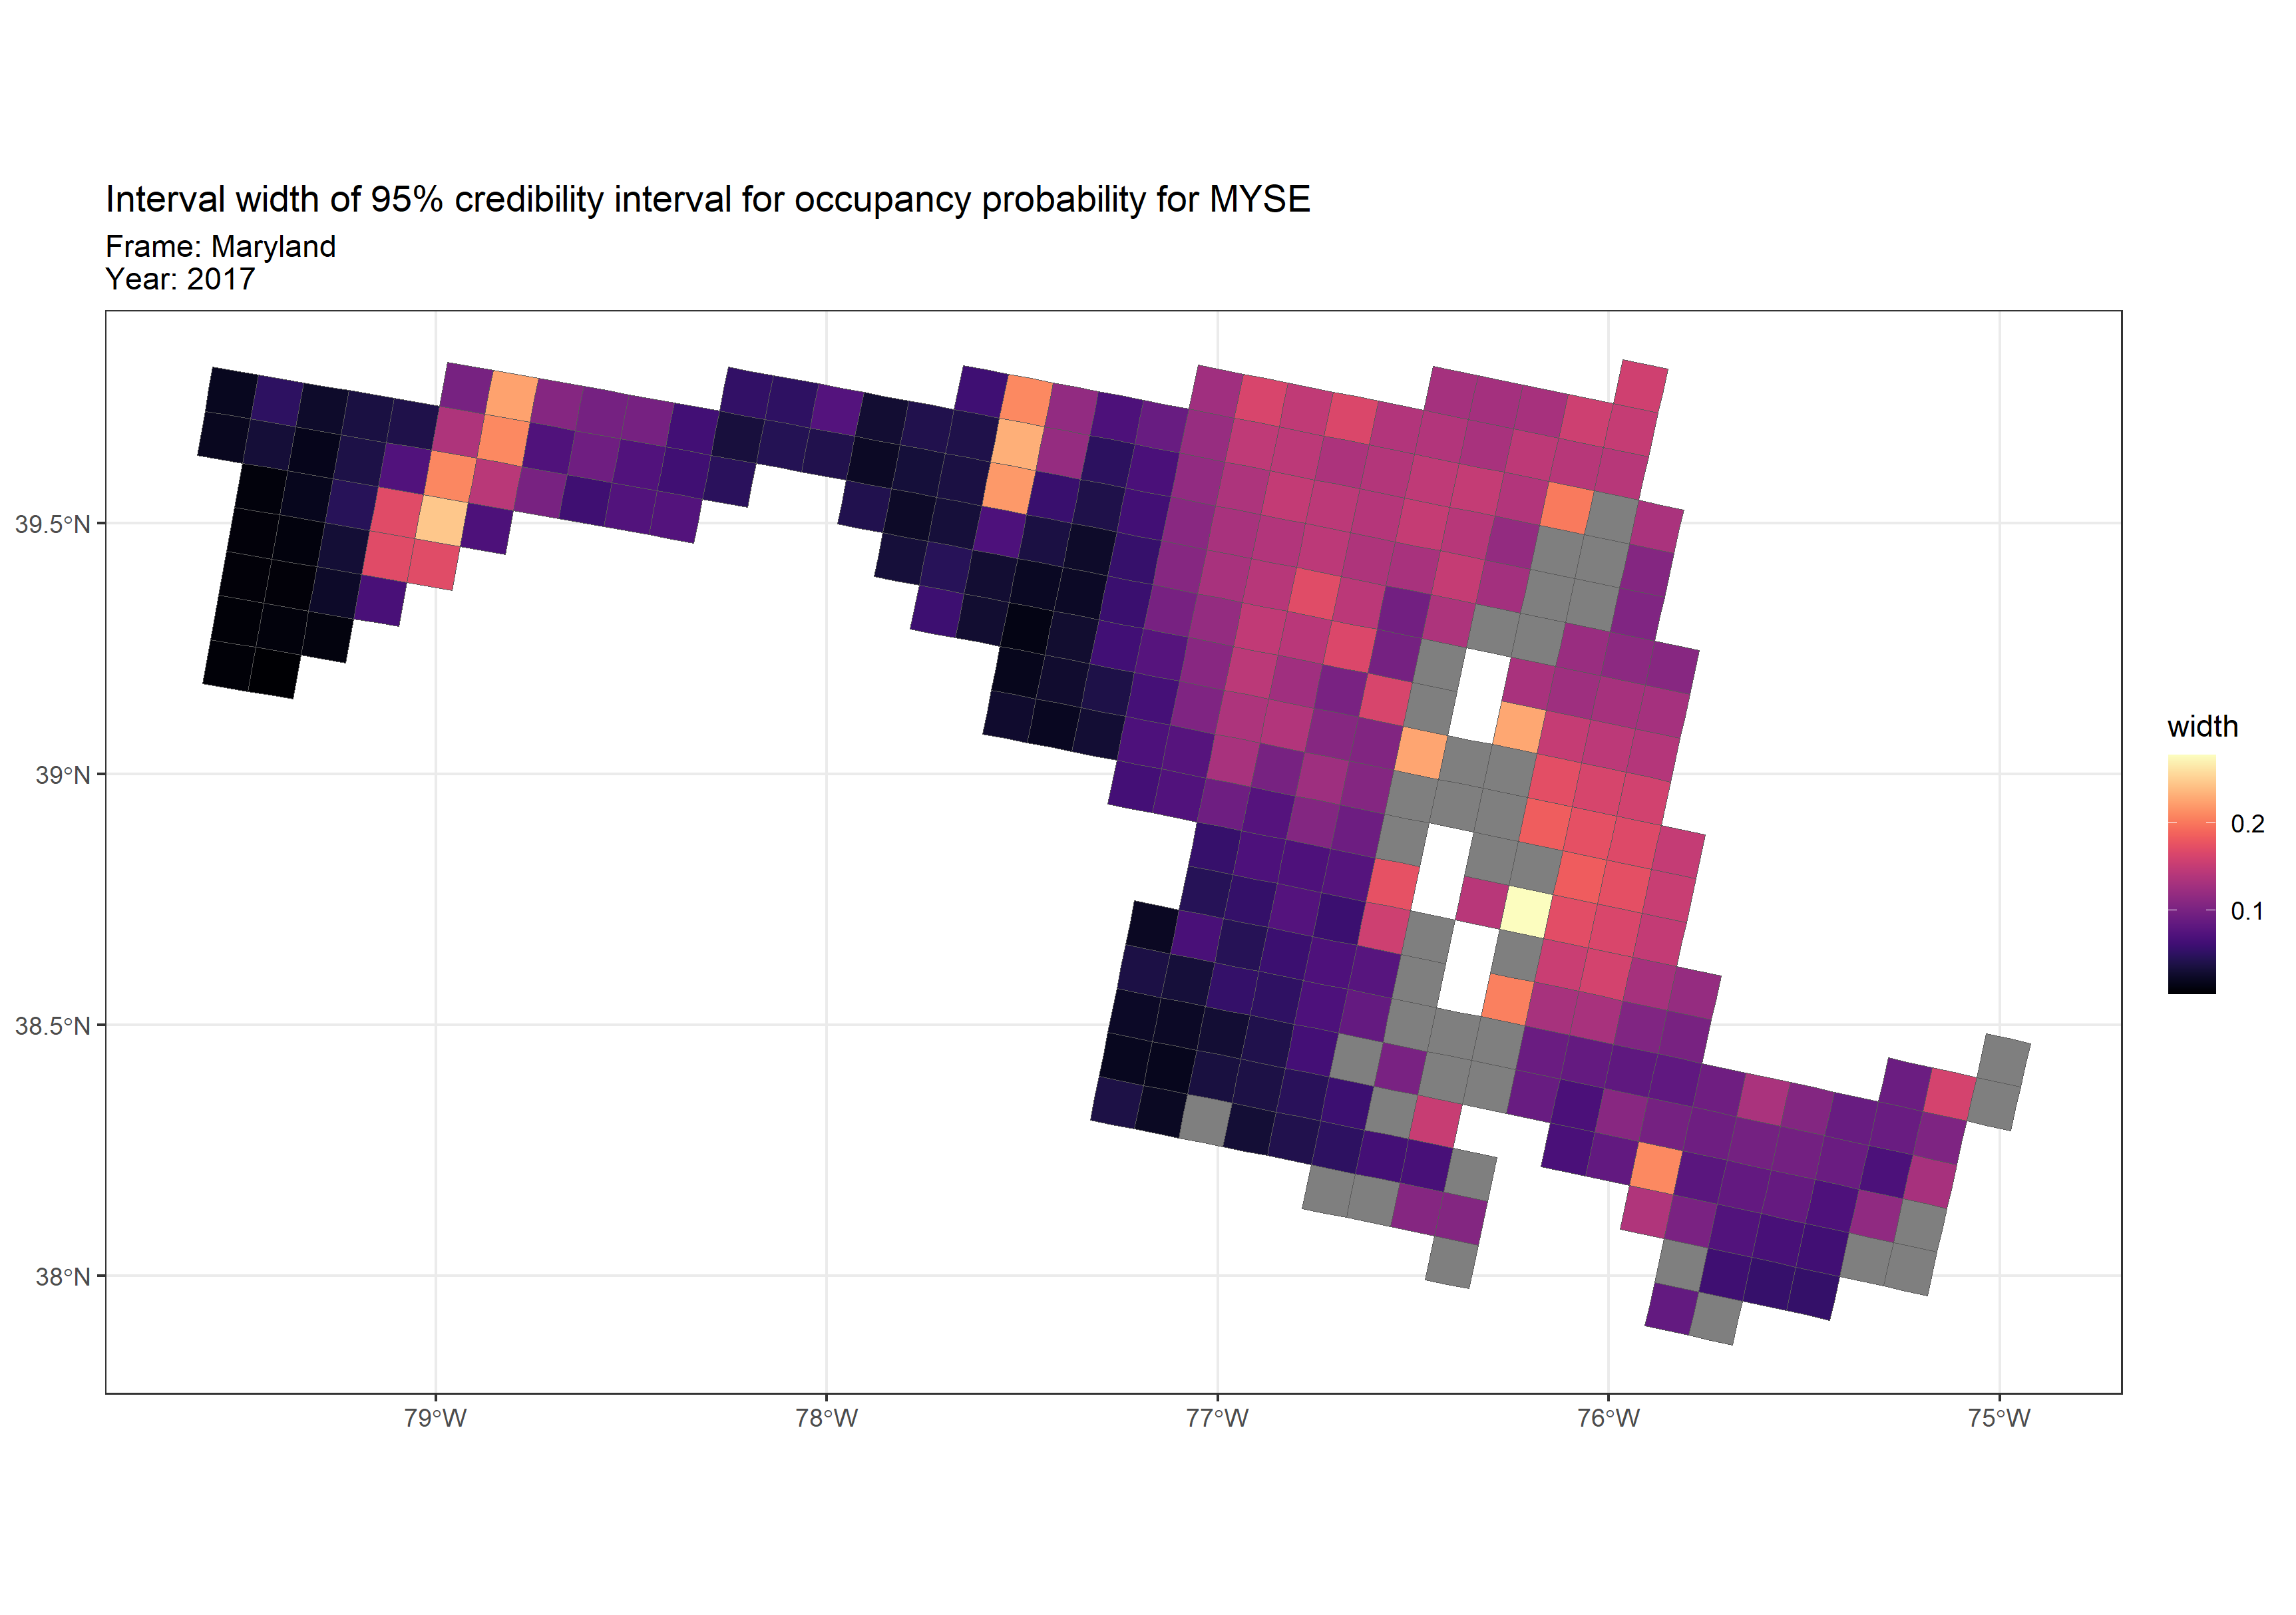 Interval width of 95% credibility interval for occupancy probability for MYSE
Frame: Maryland
Year: 2017
39.5°N
39°N
38.5°N
38°N
79°W
78°W
77°W
76°W
75°W
width
0.2
0.1